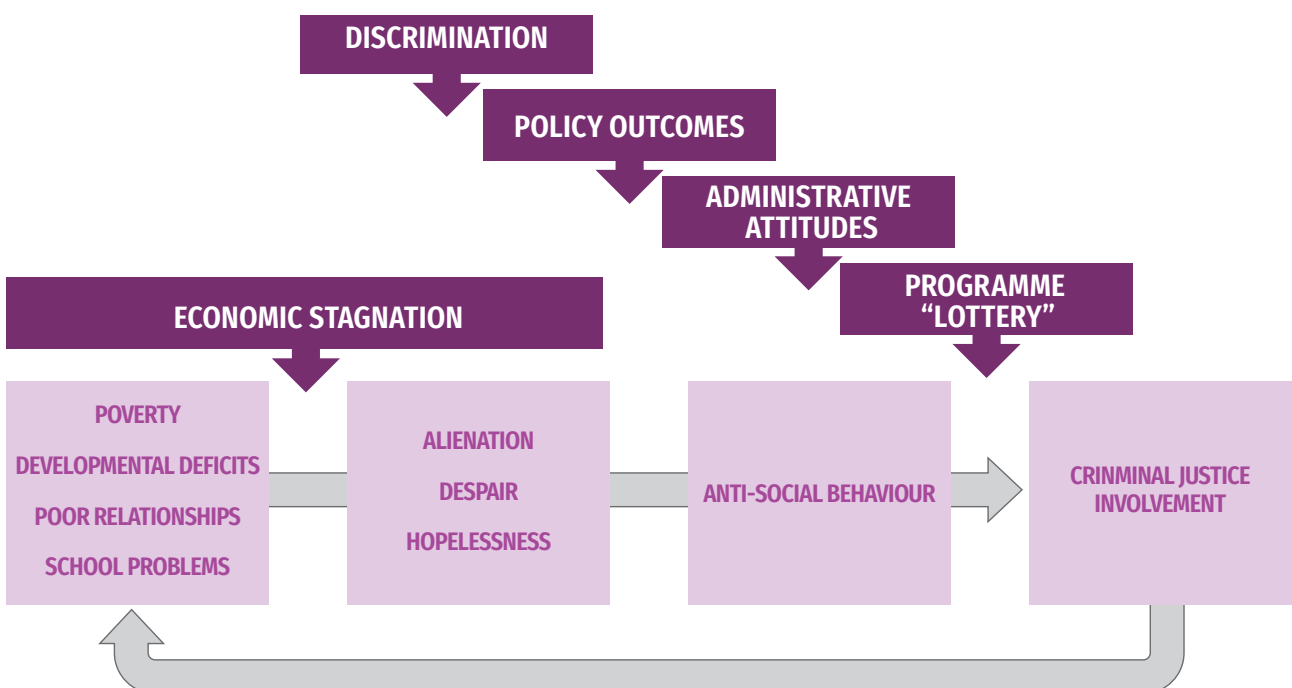 DISCRIMINATION
POLICY OUTCOMES
ADMINISTRATIVE
ATTITUDES
PROGRAMME
“LOTTERY”
ECONOMIC STAGNATION
POVERTY
DEVELOPMENTAL DEFICITS
POOR RELATIONSHIPS
SCHOOL PROBLEMS
ALIENATION
DESPAIR
HOPELESSNESS
ANTI-SOCIAL BEHAVIOUR
CRINMINAL JUSTICE
INVOLVEMENT